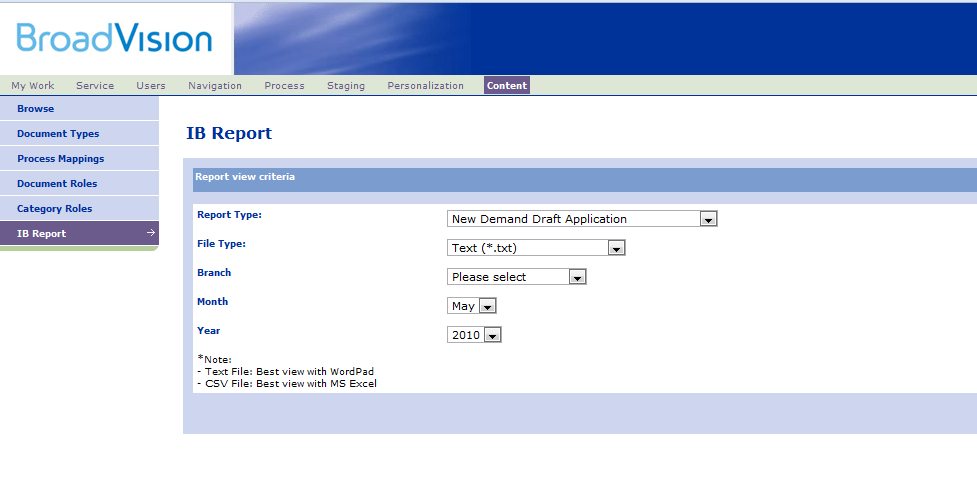 BroadVision
My Work Service Users Navigation Process Staging Personalization Content
Browse
Document Types
Process Mappings
Document Roles
Category Roles
IB Report →
IB Report
Report view criteria
Report Type: New Demand Draft Application
File Type: Text (*.txt)
Branch Please select
Month May
Year 2010
*Note:
- Text File: Best view with WordPad
- CSV File: Best view with MS Excel